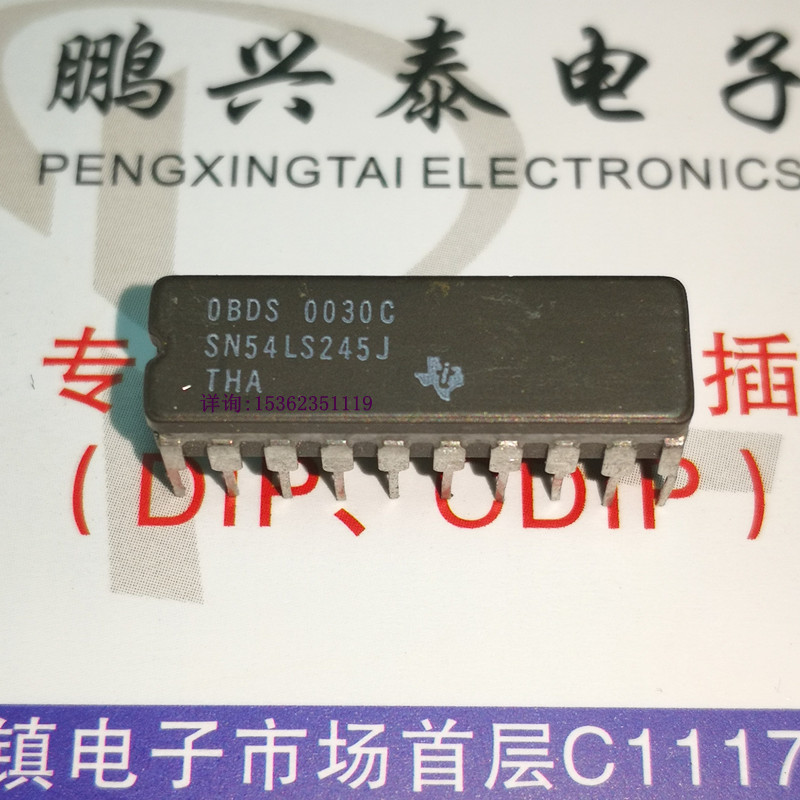 鹏兴泰电子
PENGXINGTAI ELECTRONICS
0BDS 0030C
SN54LS245J
THA
详询:15362351119
专 插
(DIP、CDIP)
镇电子市场首层C1117